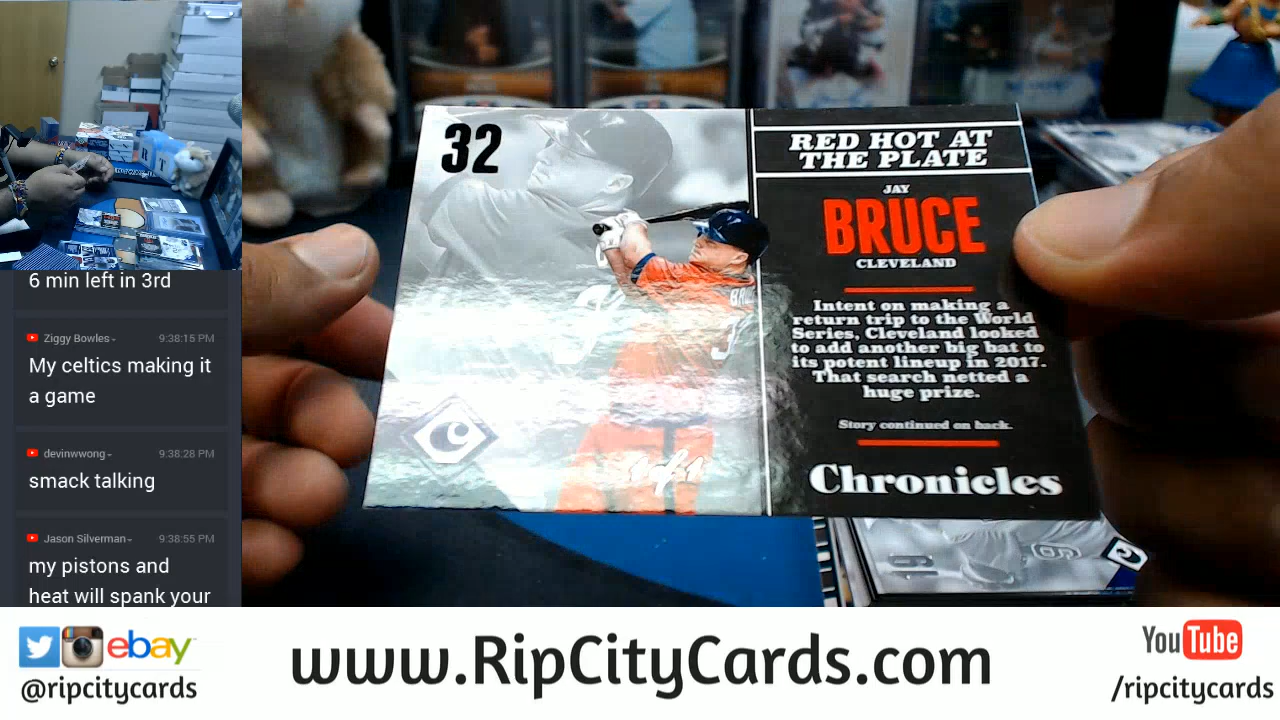 6 min left in 3rd
Ziggy Bowles
9:38:15 PM
My celtics making it
a game
devinwwong
9:38:28 PM
smack talking
Jason Silverman
9:38:55 PM
my pistons and
heat will spank your
32
RED HOT AT
THE PLATE
JAY
BRUCE
CLEVELAND
Intent on making a
return trip to the World
Series, Cleveland looked
to add another big bat to
its potent lineup in 2017.
That search netted a
huge prize.
Story continued on back.
Chronicles
1 of 1
19
ebay
@ripcitycards
www.RipCityCards.com
YouTube
/ripcitycards